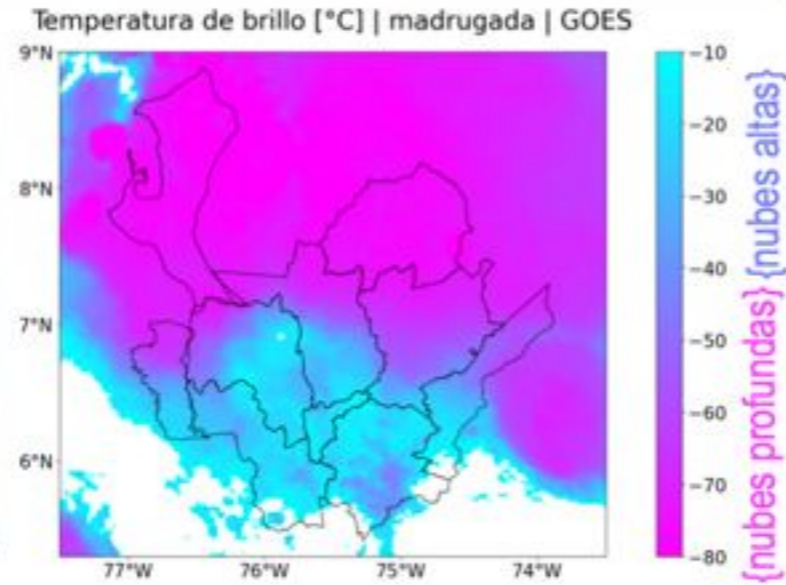 Temperatura de brillo [°C] | madrugada | GOES
9°N
8°N
7°N
6°N
77°W
76°W
75°W
74°W
−10
−20
−30
−40
−50
−60
−70
−80
{nubes profundas} {nubes altas}